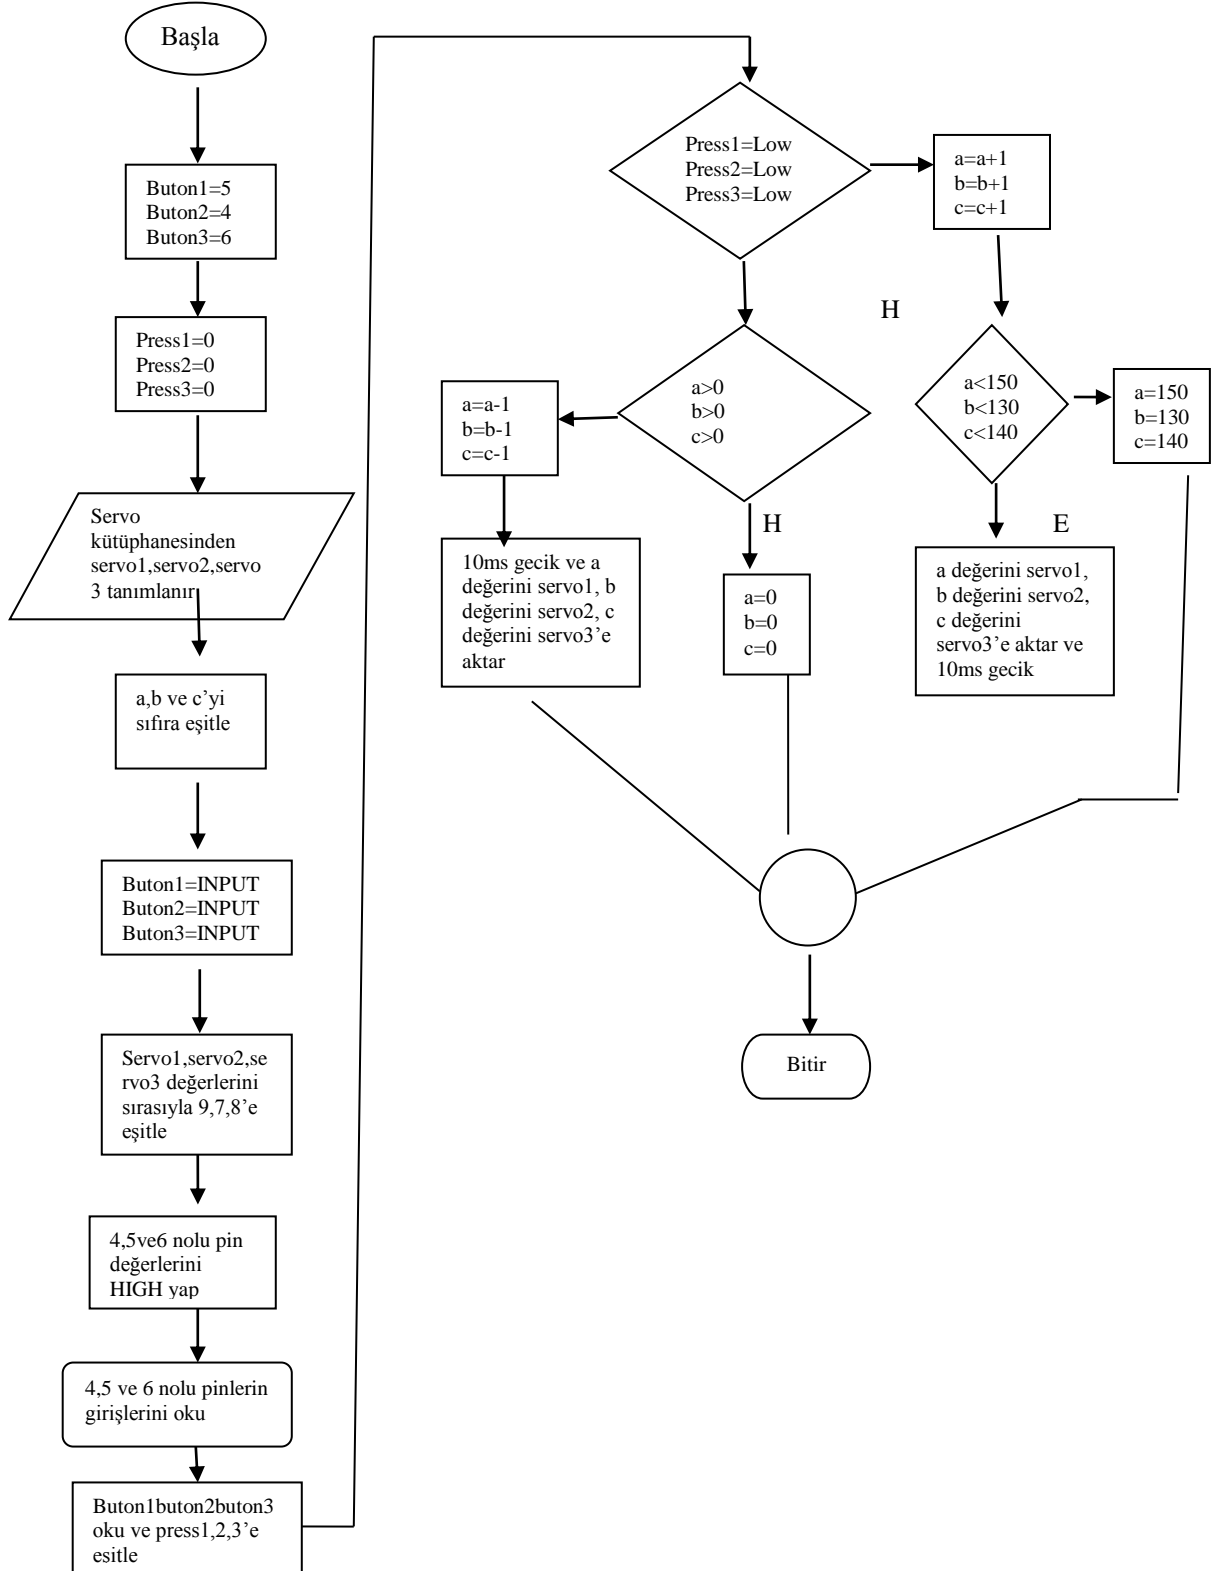 Başla
Buton1=5
Buton2=4
Buton3=6
Press1=0
Press2=0
Press3=0
Servo
kütüphanesinden
servo1,servo2,servo
3 tanımlanır
a,b ve c’yi
sıfıra eşitle
Buton1=INPUT
Buton2=INPUT
Buton3=INPUT
Servo1,servo2,se
rvo3 değerlerini
sırasıyla 9,7,8’e
eşitle
4,5ve6 nolu pin
değerlerini
HIGH yap
4,5 ve 6 nolu pinlerin
girişlerini oku
Buton1buton2buton3
oku ve press1,2,3’e
esitle
Press1=Low
Press2=Low
Press3=Low
a=a+1
b=b+1
c=c+1
H
a>0
b>0
c>0
a=a-1
b=b-1
c=c-1
a<150
b<130
c<140
a=150
b=130
c=140
H
E
10ms gecik ve a
değerini servo1, b
değerini servo2, c
değerini servo3’e
aktar
a=0
b=0
c=0
a değerini servo1,
b değerini servo2,
c değerini
servo3’e aktar ve
10ms gecik
Bitir